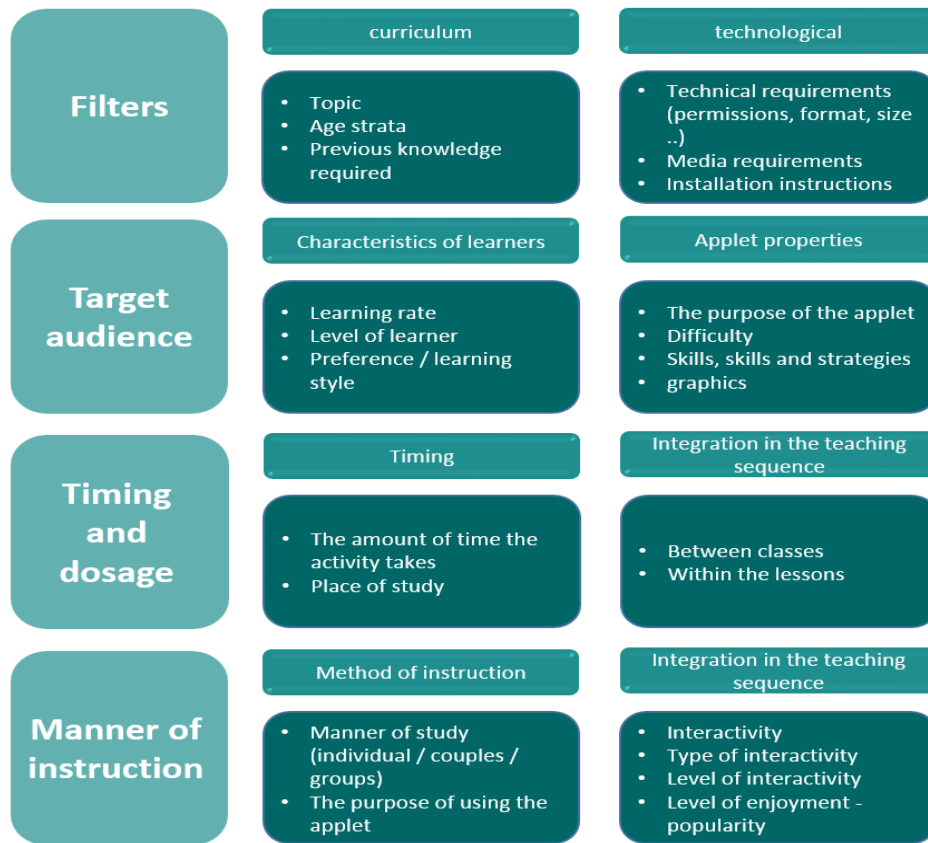 Filters
curriculum
• Topic
• Age strata
• Previous knowledge
required
technological
• Technical requirements
(permissions, format, size
..)
• Media requirements
• Installation instructions
Target
audience
Characteristics of learners
• Learning rate
• Level of learner
• Preference / learning
style
Applet properties
• The purpose of the applet
• Difficulty
• Skills, skills and strategies
• graphics
Timing
and
dosage
Timing
• The amount of time the
activity takes
• Place of study
Integration in the teaching
sequence
• Between classes
• Within the lessons
Manner of
instruction
Method of instruction
• Manner of study
(individual / couples /
groups)
• The purpose of using the
applet
Integration in the teaching
sequence
• Interactivity
• Type of interactivity
• Level of interactivity
• Level of enjoyment -
popularity